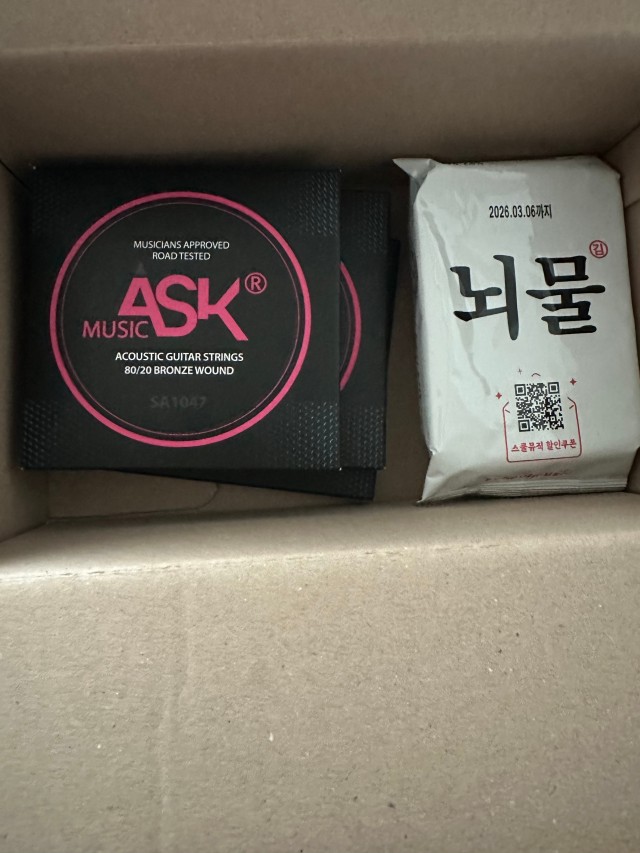 MUSICIANS APPROVED
ROAD TESTED
MUSIC ASK®
ACOUSTIC GUITAR STRINGS
80/20 BRONZE WOUND
SA1047
2026.03.06까지
뇌물
김
스쿨뮤직 할인쿠폰